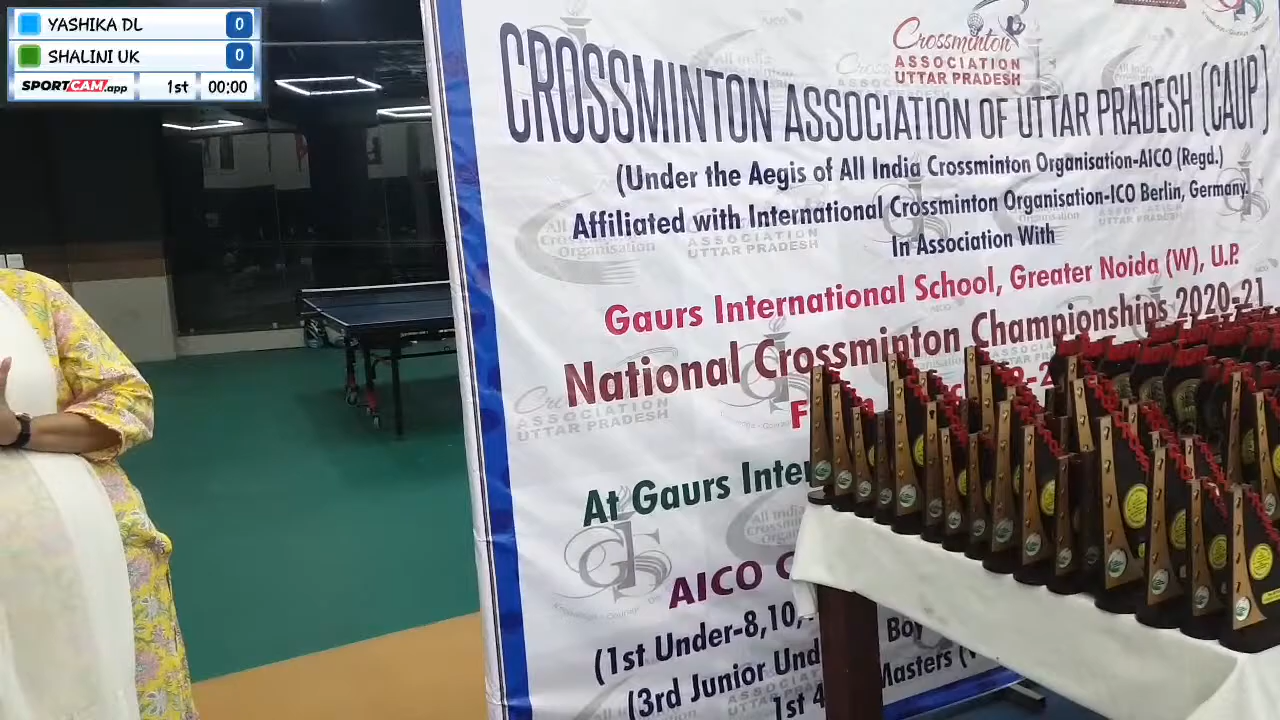 YASHIKA DL 0
SHALINI UK 0
SPORTCAM.app 1st 00:00
Crossminton
ASSOCIATION
UTTAR PRADESH
CROSSMINTON ASSOCIATION OF UTTAR PRADESH (CAUP)
(Under the Aegis of All India Crossminton Organisation-AICO (Regd.)
Affiliated with International Crossminton Organisation-ICO Berlin, Germany.
In Association With
Gaurs International School, Greater Noida (W), U.P.
National Crossminton Championships 2020-21
At Gaurs Inte
AICO
(1st Under-8,10,
Boy
(3rd Junior Und
Masters
1st 4